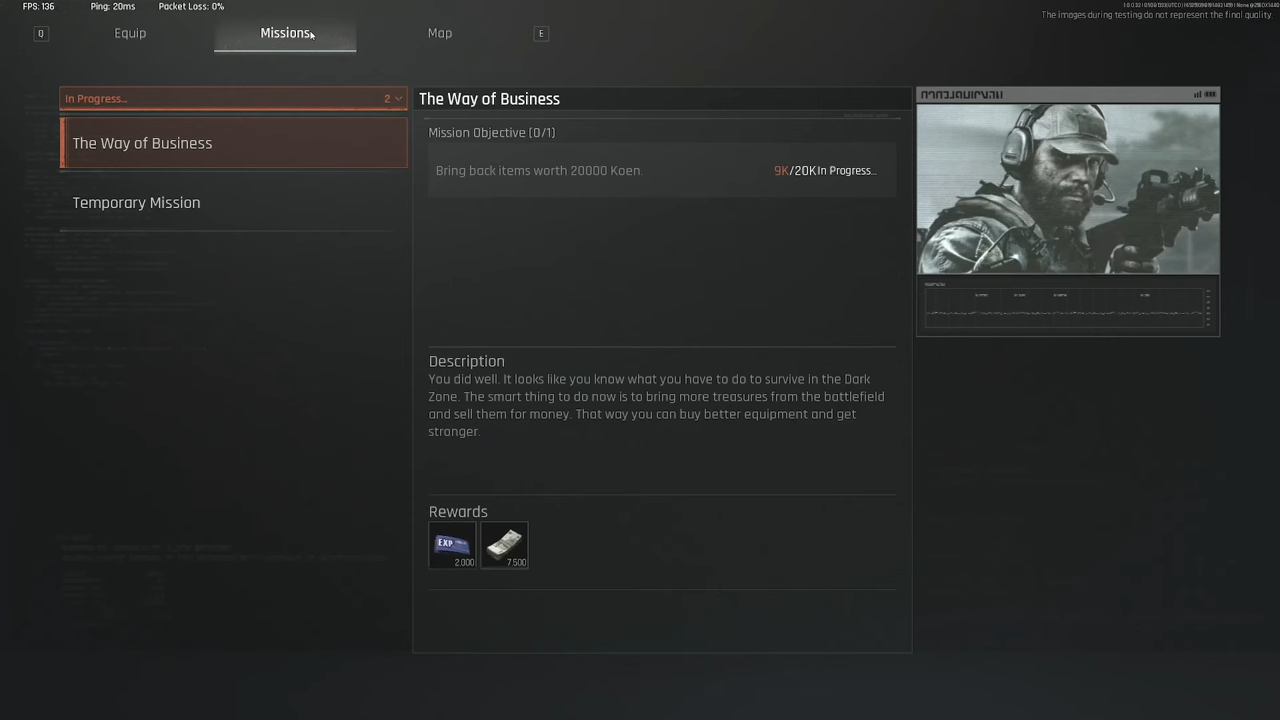 FPS: 136 Ping: 20ms Packet Loss: 0%
The images during testing do not represent the final quality
Q Equip Missions Map E
In Progress... 2
The Way of Business
Temporary Mission
The Way of Business
Mission Objective (0/1)
Bring back items worth 20000 Koen. 9K/20K In Progress...
Description
You did well. It looks like you know what you have to do to survive in the Dark
Zone. The smart thing to do now is to bring more treasures from the battlefield
and sell them for money. That way you can buy better equipment and get
stronger.
Rewards
EXP
2.000 7.500